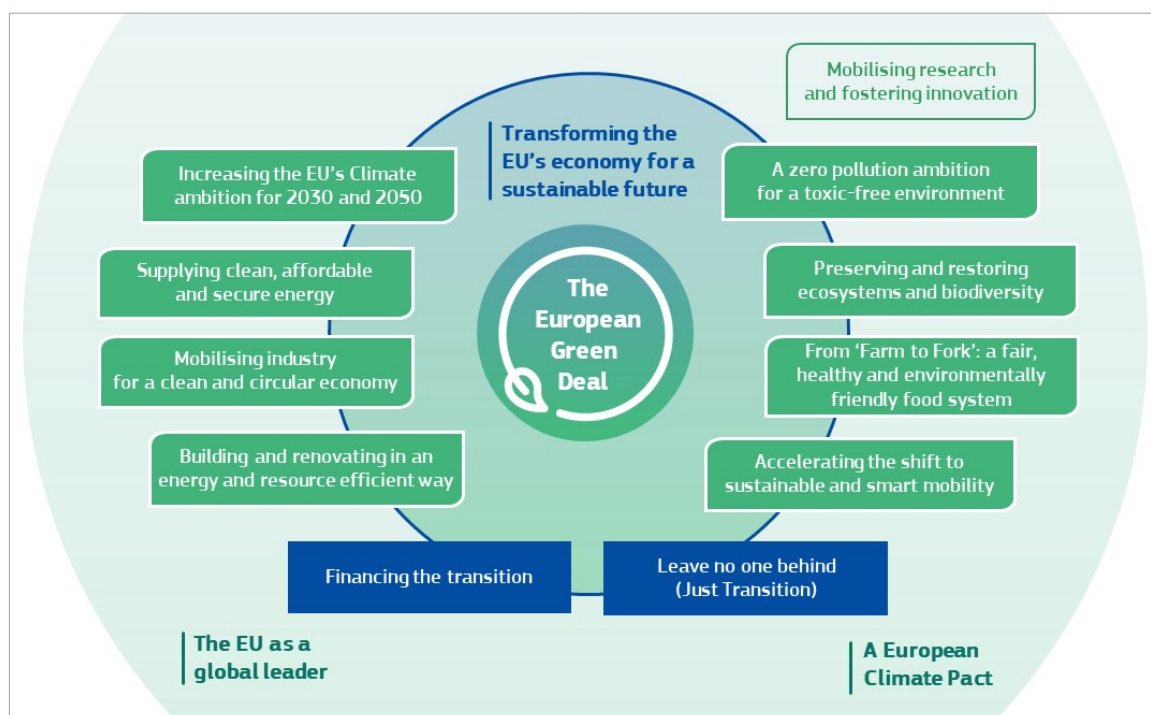 Mobilising research
and fostering innovation
Transforming the
EU's economy for a
sustainable future
Increasing the EU's Climate
ambition for 2030 and 2050
A zero pollution ambition
for a toxic-free environment
Supplying clean, affordable
and secure energy
Preserving and restoring
ecosystems and biodiversity
The
European
Green
Deal
Mobilising industry
for a clean and circular economy
From ‘Farm to Fork’: a fair,
healthy and environmentally
friendly food system
Building and renovating in an
energy and resource efficient way
Accelerating the shift to
sustainable and smart mobility
Financing the transition
Leave no one behind
(Just Transition)
The EU as a
global leader
A European
Climate Pact